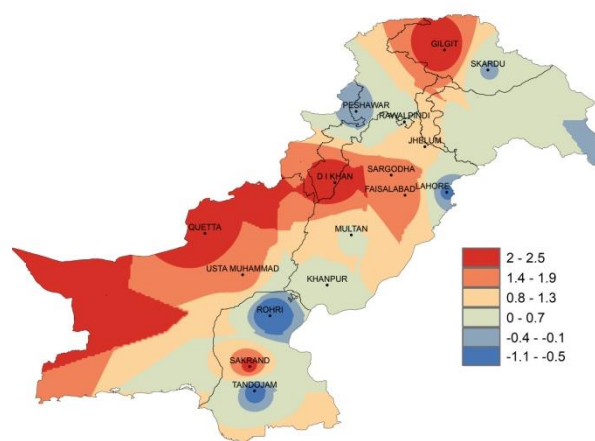 GILGIT
SKARDU
PESHAWAR
RAWALPINDI
JHELUM
SARGODHA
D I KHAN
FAISALABAD
LAHORE
QUETTA
MULTAN
USTA MUHAMMAD
KHANPUR
ROHRI
SAKRAND
TANDOJAM
2 - 2.5
1.4 - 1.9
0.8 - 1.3
0 - 0.7
-0.4 - -0.1
-1.1 - -0.5